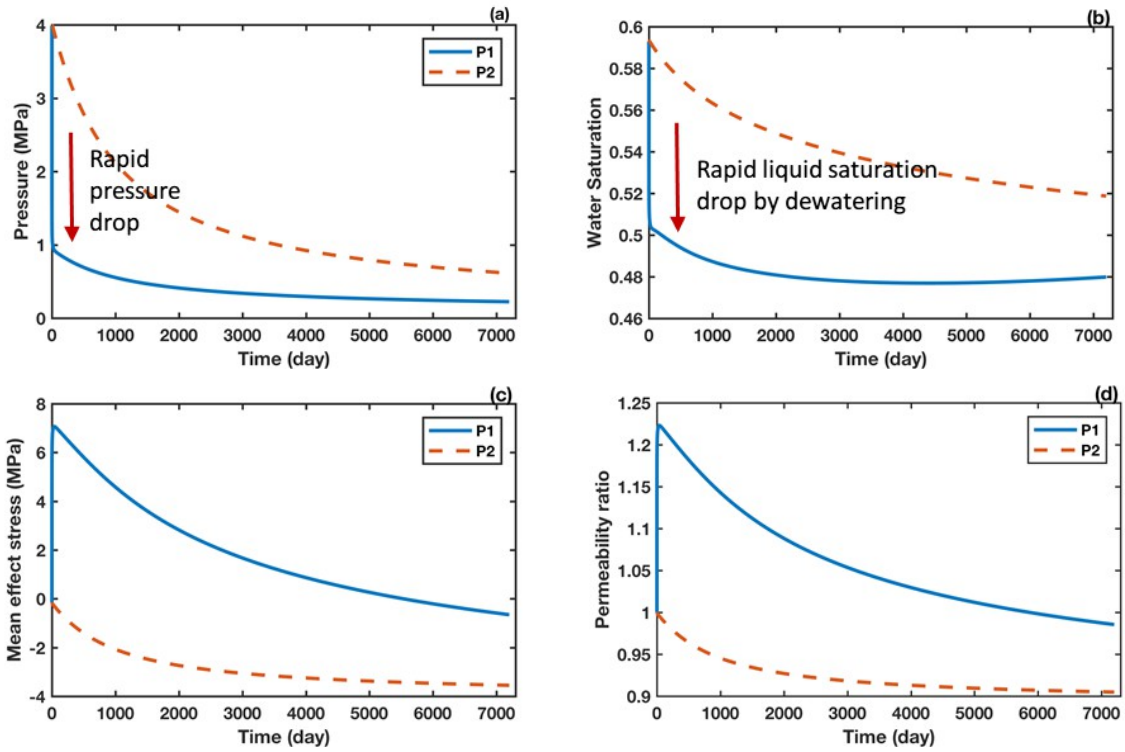 (a)
4
3
2
1
0
Pressure (MPa)
P1
P2
Rapid
pressure
drop
0 1000 2000 3000 4000 5000 6000 7000
Time (day)
(b)
0.6
0.58
0.56
0.54
0.52
0.5
0.48
0.46
Water Saturation
Rapid liquid saturation
drop by dewatering
0 1000 2000 3000 4000 5000 6000 7000
Time (day)
(c)
8
6
4
2
0
-2
-4
Mean effect stress (MPa)
P1
P2
0 1000 2000 3000 4000 5000 6000 7000
Time (day)
(d)
1.25
1.2
1.15
1.1
1.05
1
0.95
0.9
Permeability ratio
P1
P2
0 1000 2000 3000 4000 5000 6000 7000
Time (day)